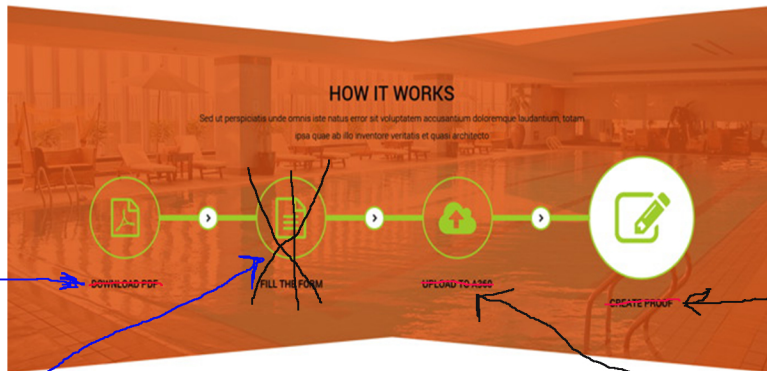 HOW IT WORKS
Sed ut perspiciatis unde omnis iste natus error sit voluptatem accusantium doloremque laudantium, totam
ipsa quae ab illo inventore veritatis et quasi architecto
DOWNLOAD PDF
FILL THE FORM
UPLOAD TO A360
CREATE PROOF